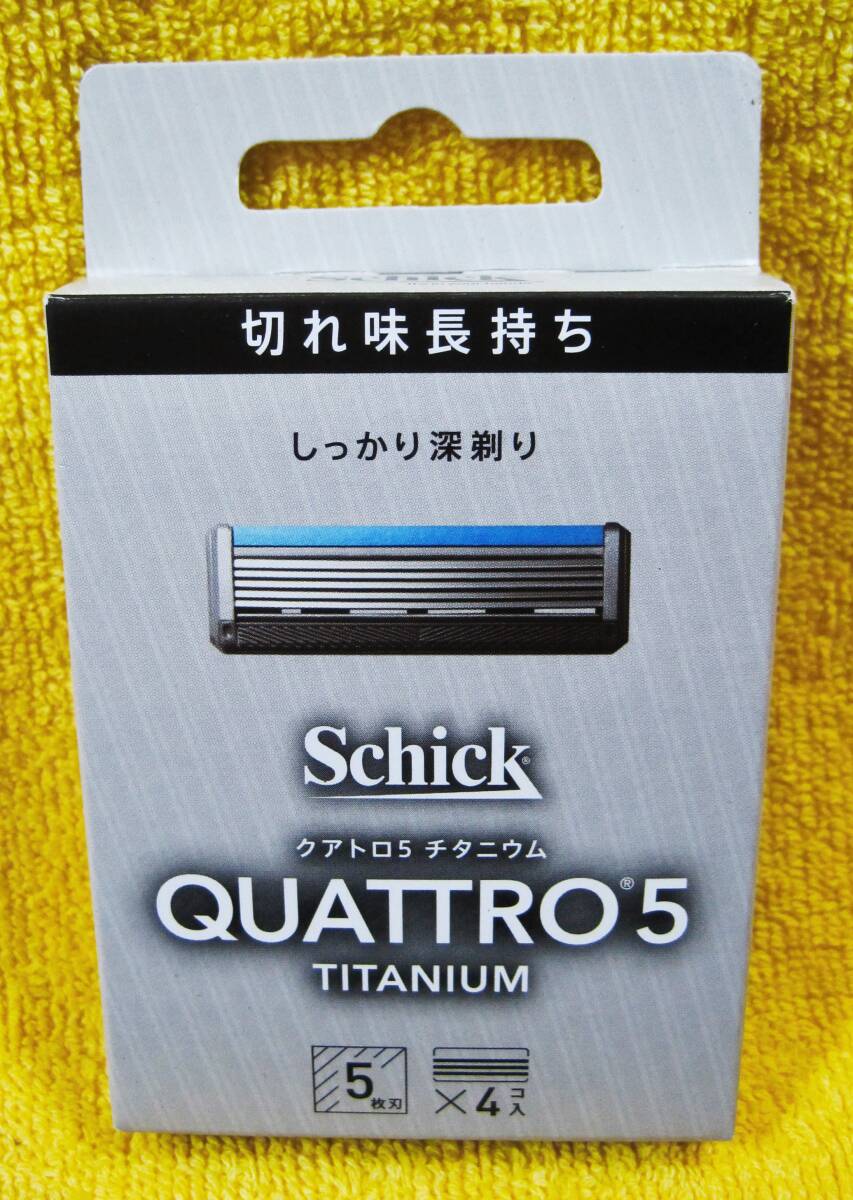 Schick
切れ味長持ち
しっかり深剃り
Schick®
クアトロ5 チタニウム
QUATTRO®5
TITANIUM
5枚刃
×4コ入